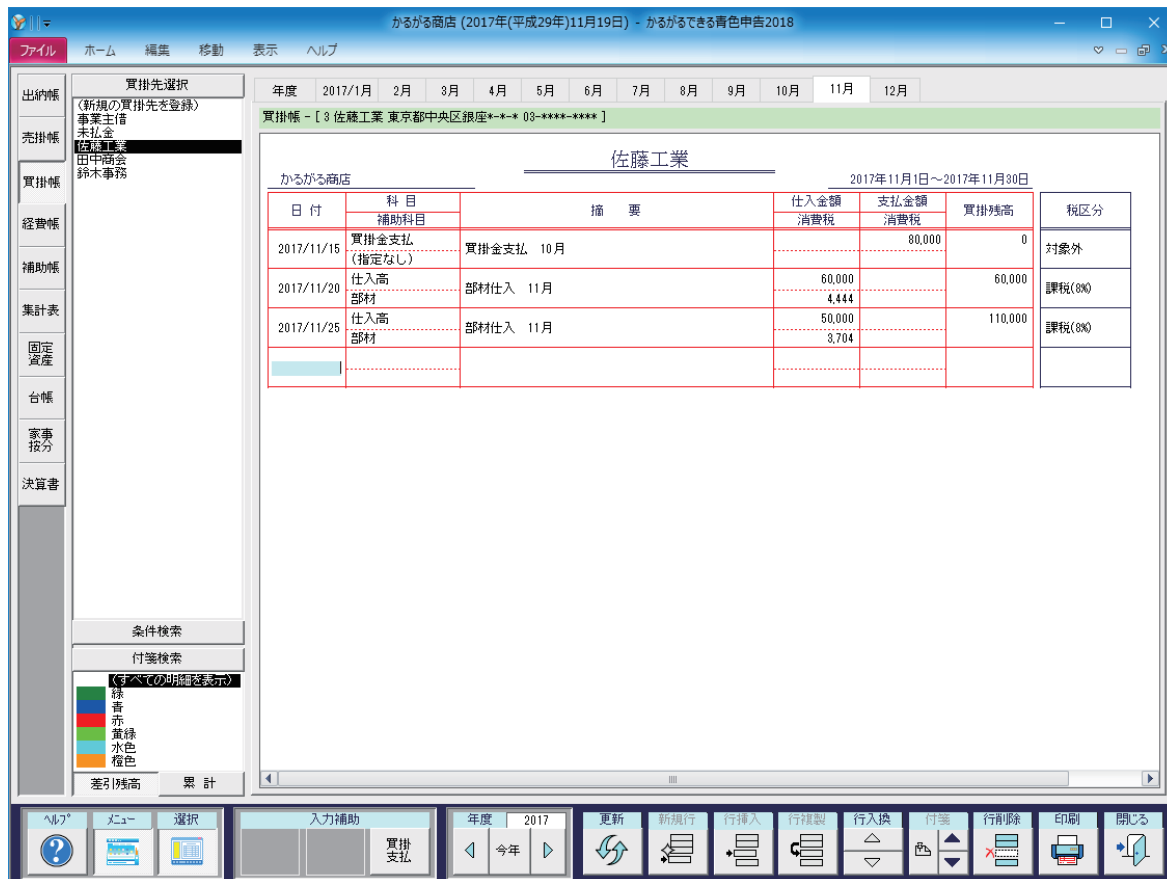 かるがる商店 (2017年(平成29年)11月19日) - かるがるできる青色申告2018
ファイル ホーム 編集 移動 表示 ヘルプ
出納帳
売掛帳
買掛帳
経費帳
補助帳
集計表
固定
資産
台帳
家事
按分
決算書
買掛先選択
(新規の買掛先を登録)
事業主借
未払金
佐藤工業
田中商会
鈴木事務
条件検索
付箋検索
(すべての明細を表示)
緑
青
赤
黄緑
水色
橙色
差引残高 累 計
年度 2017/1月 2月 3月 4月 5月 6月 7月 8月 9月 10月 11月 12月
買掛帳 - [ 3 佐藤工業 東京都中央区銀座*-*-* 03-****-**** ]
佐藤工業
かるがる商店 2017年11月1日~2017年11月30日
日 付 科 目 摘 要 仕入金額 支払金額 買掛残高 税区分
補助科目 消費税 消費税
2017/11/15 買掛金支払 買掛金支払 10月 80,000 0 対象外
(指定なし)
2017/11/20 仕入高 部材仕入 11月 60,000 60,000 課税(8%)
部材 4,444
2017/11/25 仕入高 部材仕入 11月 50,000 110,000 課税(8%)
部材 3,704
ヘルプ メニュー 選択 入力補助 年度 2017 更新 新規行 行挿入 行複製 行入換 付箋 行削除 印刷 閉じる
買掛
支払
今年